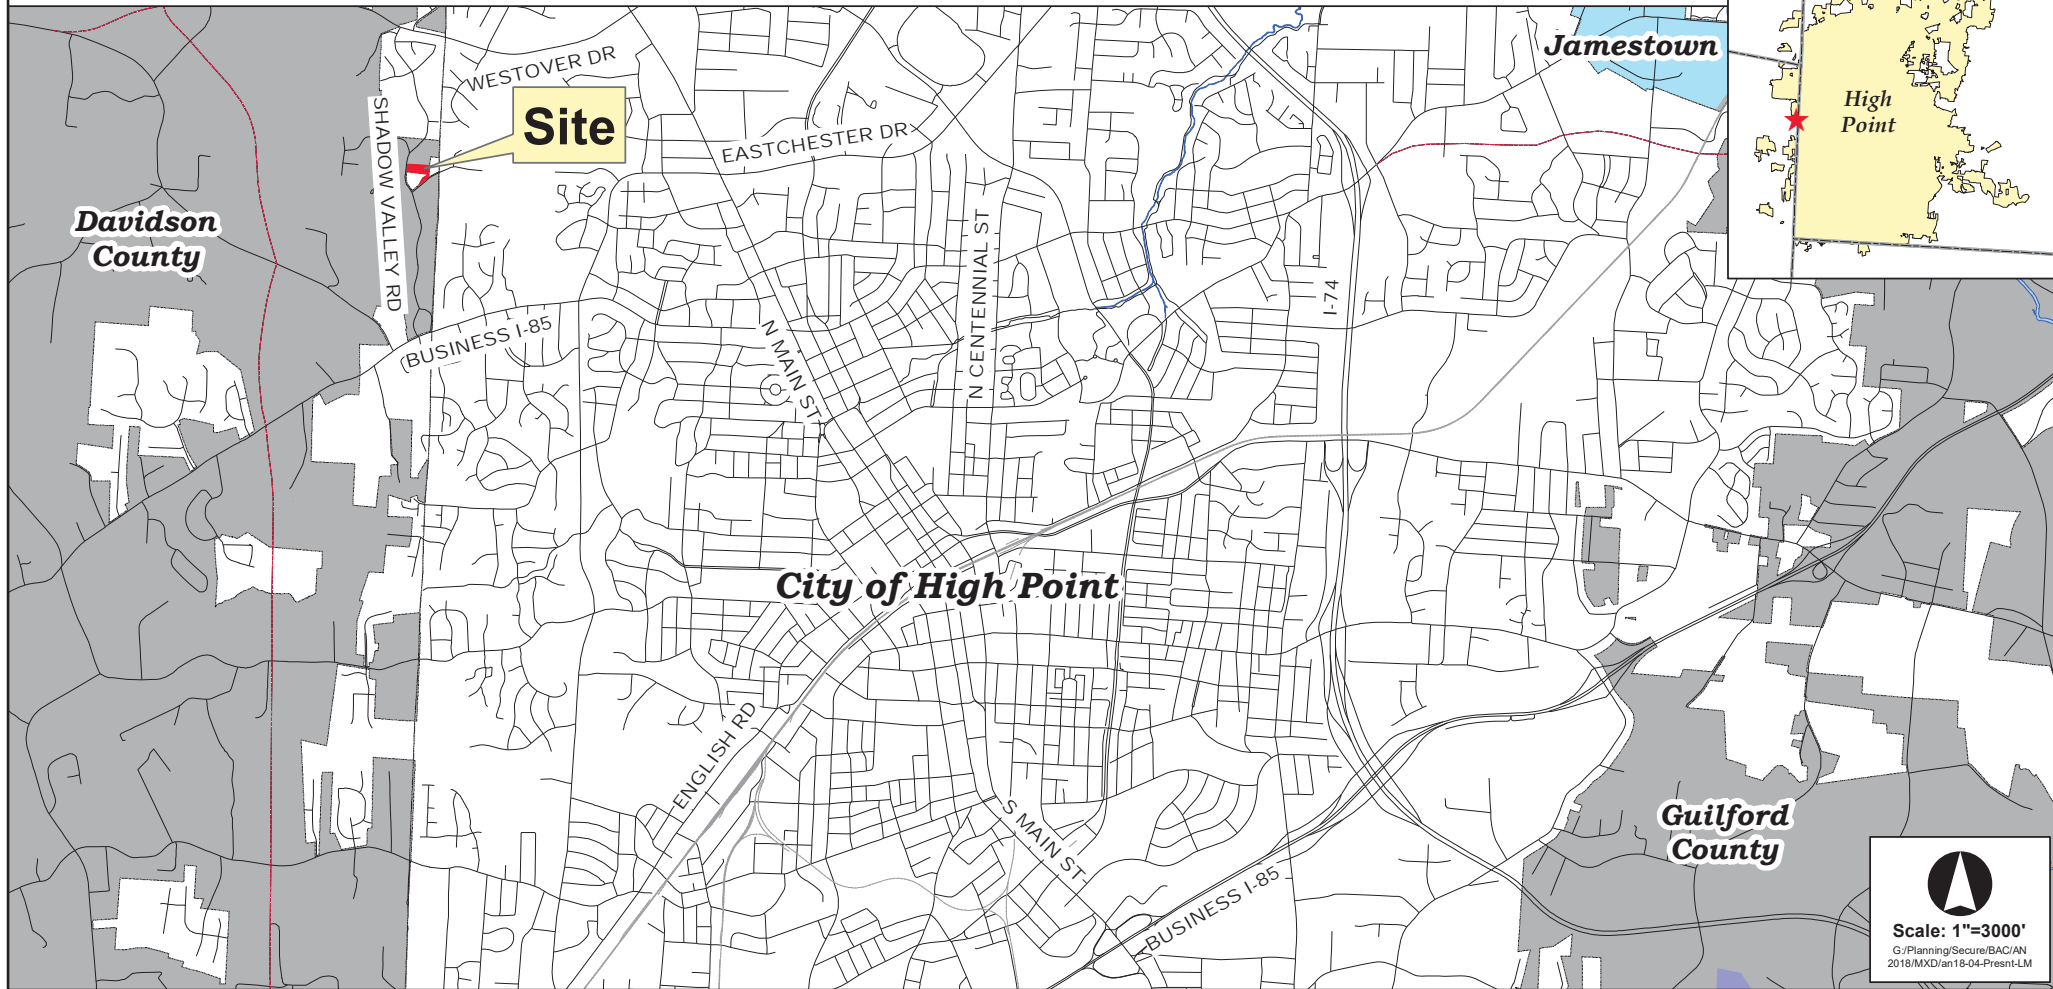 Jamestown
High
Point
WESTOVER DR
Site
EASTCHESTER DR
SHADOW VALLEY RD
Davidson
County
N CENTENNIAL ST
I-74
BUSINESS I-85
N MAIN ST
City of High Point
ENGLISH RD
S MAIN ST
BUSINESS I-85
Guilford
County
Scale: 1"=3000'
G:/Planning/Secure/BAC/AN
2018/MXD/an18-04-Presnt-LM